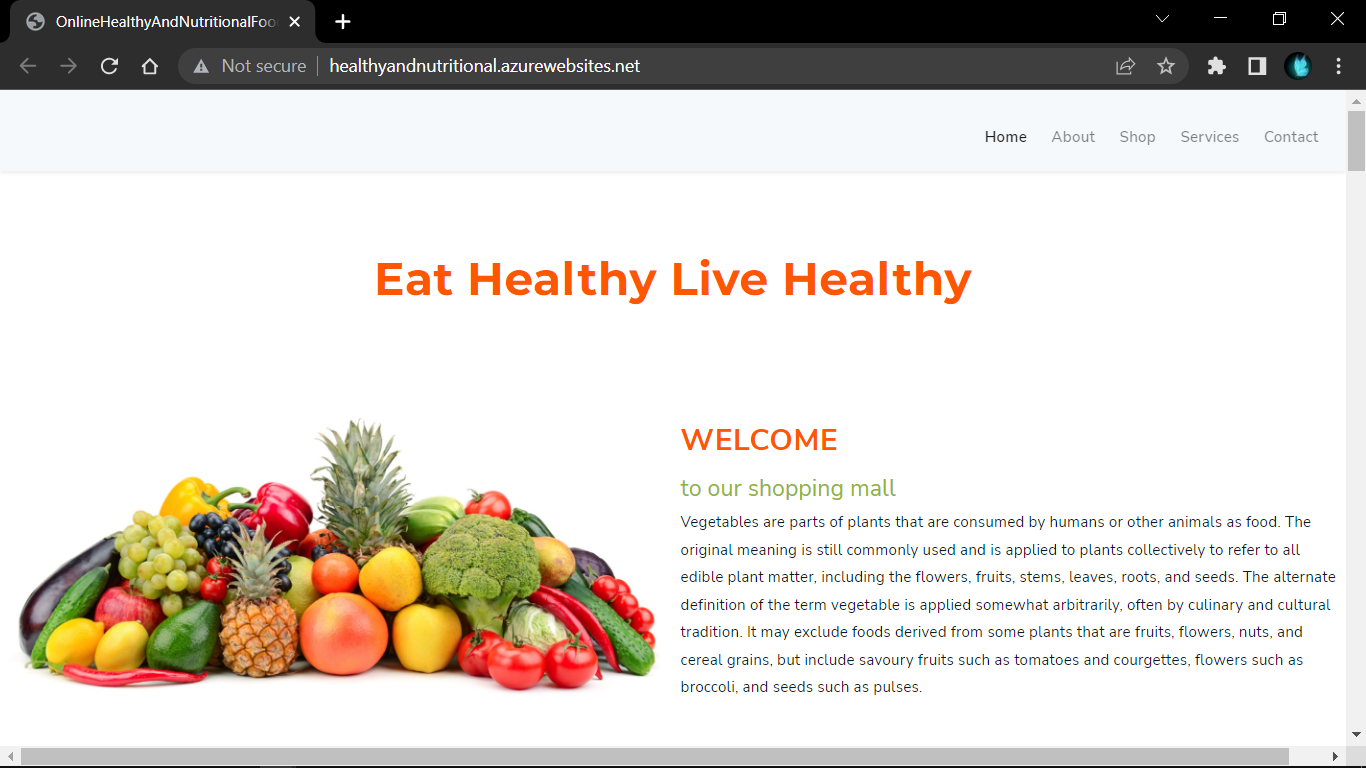 OnlineHealthyAndNutritionalFoo
Not secure
healthyandnutritional.azurewebsites.net
Home About Shop Services Contact
Eat Healthy Live Healthy
WELCOME
to our shopping mall
Vegetables are parts of plants that are consumed by humans or other animals as food. The
original meaning is still commonly used and is applied to plants collectively to refer to all
edible plant matter, including the flowers, fruits, stems, leaves, roots, and seeds. The alternate
definition of the term vegetable is applied somewhat arbitrarily, often by culinary and cultural
tradition. It may exclude foods derived from some plants that are fruits, flowers, nuts, and
cereal grains, but include savoury fruits such as tomatoes and courgettes, flowers such as
broccoli, and seeds such as pulses.